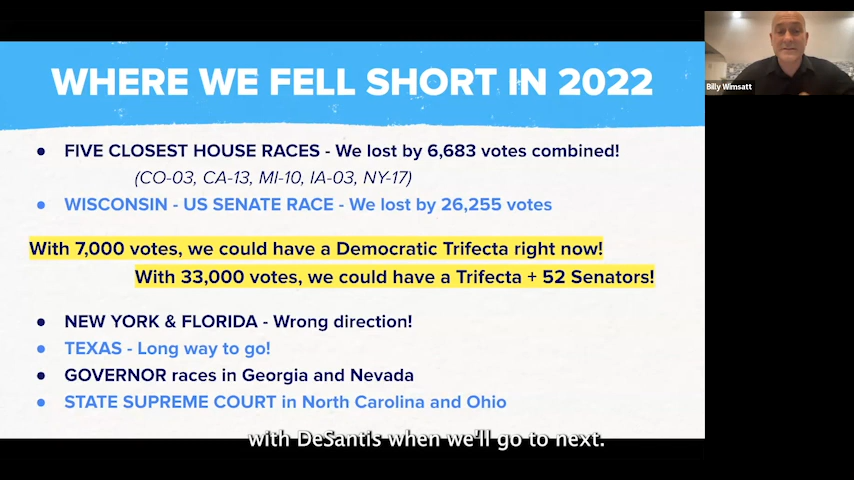 WHERE WE FELL SHORT IN 2022
Billy Wimsatt
• FIVE CLOSEST HOUSE RACES - We lost by 6,683 votes combined!
(CO-03, CA-13, MI-10, IA-03, NY-17)
• WISCONSIN - US SENATE RACE - We lost by 26,255 votes
With 7,000 votes, we could have a Democratic Trifecta right now!
With 33,000 votes, we could have a Trifecta + 52 Senators!
• NEW YORK & FLORIDA - Wrong direction!
• TEXAS - Long way to go!
• GOVERNOR races in Georgia and Nevada
• STATE SUPREME COURT in North Carolina and Ohio
with DeSantis when we'll go to next.